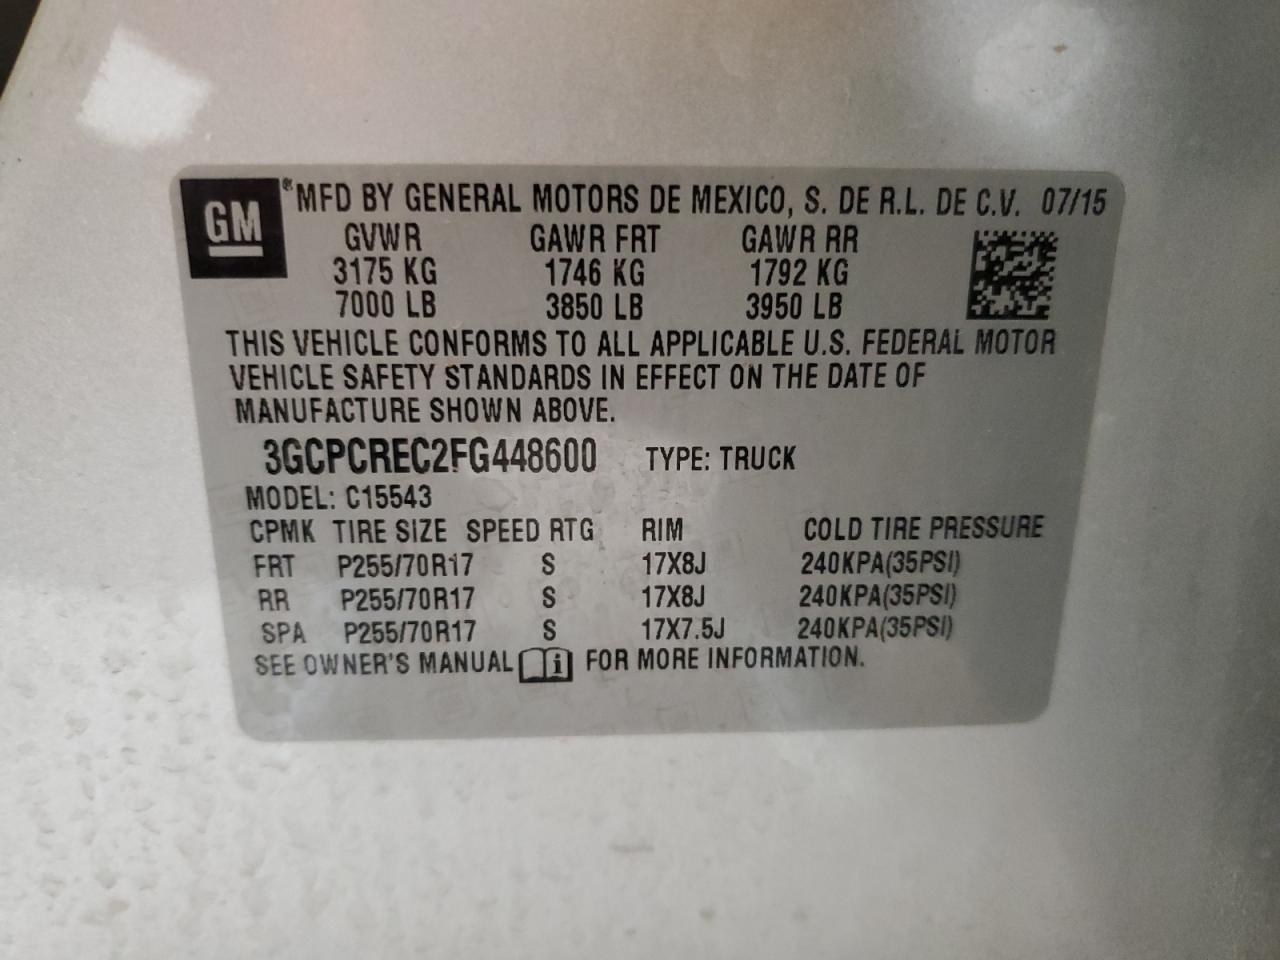 GM ® MFD BY GENERAL MOTORS DE MEXICO, S. DE R.L. DE C.V. 07/15
GVWR GAWR FRT GAWR RR
3175 KG 1746 KG 1792 KG
7000 LB 3850 LB 3950 LB
THIS VEHICLE CONFORMS TO ALL APPLICABLE U.S. FEDERAL MOTOR
VEHICLE SAFETY STANDARDS IN EFFECT ON THE DATE OF
MANUFACTURE SHOWN ABOVE.
3GCPCREC2FG448600 TYPE: TRUCK
MODEL: C15543
CPMK TIRE SIZE SPEED RTG RIM COLD TIRE PRESSURE
FRT P255/70R17 S 17X8J 240KPA(35PSI)
RR P255/70R17 S 17X8J 240KPA(35PSI)
SPA P255/70R17 S 17X7.5J 240KPA(35PSI)
SEE OWNER'S MANUAL i FOR MORE INFORMATION.